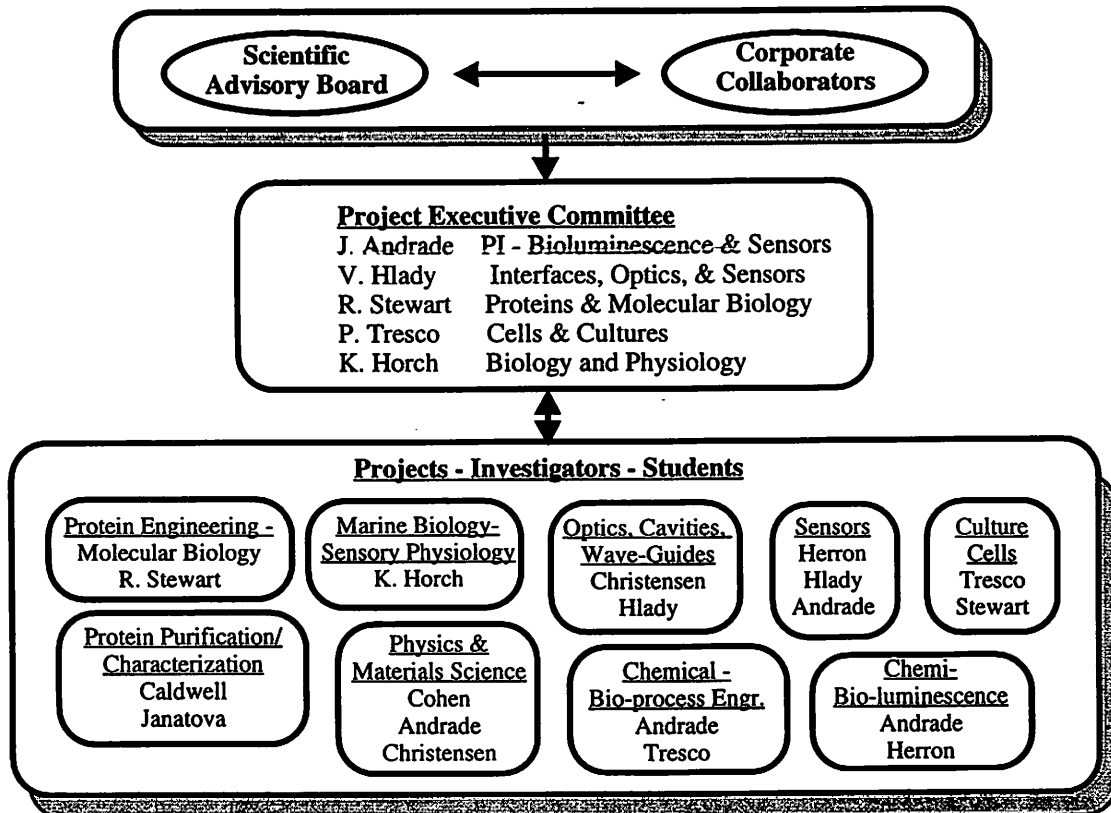 Scientific
Advisory Board
Corporate
Collaborators
Project Executive Committee
J. Andrade PI - Bioluminescence & Sensors
V. Hlady Interfaces, Optics, & Sensors
R. Stewart Proteins & Molecular Biology
P. Tresco Cells & Cultures
K. Horch Biology and Physiology
Projects - Investigators - Students
Protein Engineering -
Molecular Biology
R. Stewart
Marine Biology-
Sensory Physiology
K. Horch
Optics, Cavities,
Wave-Guides
Christensen
Hlady
Sensors
Herron
Hlady
Andrade
Culture
Cells
Tresco
Stewart
Protein Purification/
Characterization
Caldwell
Janatova
Physics &
Materials Science
Cohen
Andrade
Christensen
Chemical -
Bio-process Engr.
Andrade
Tresco
Chemi-
Bio-luminescence
Andrade
Herron